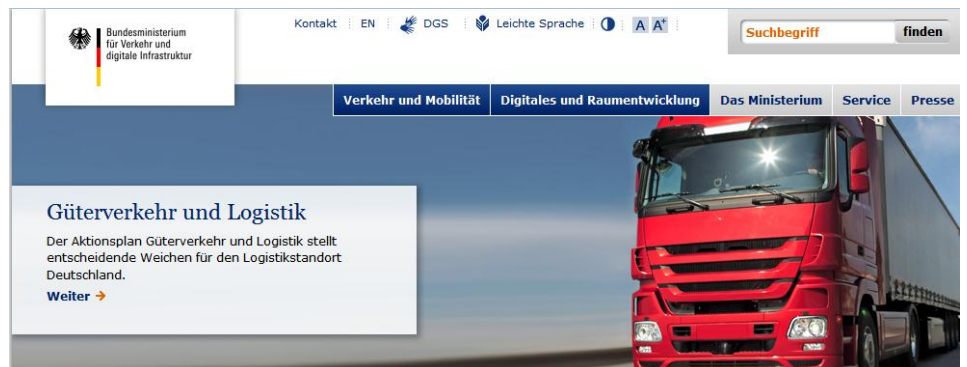 Bundesministerium
für Verkehr und
digitale Infrastruktur
Kontakt EN DGS Leichte Sprache A A+
Suchbegriff finden
Verkehr und Mobilität Digitales und Raumentwicklung Das Ministerium Service Presse
Güterverkehr und Logistik
Der Aktionsplan Güterverkehr und Logistik stellt
entscheidende Weichen für den Logistikstandort
Deutschland.
Weiter →